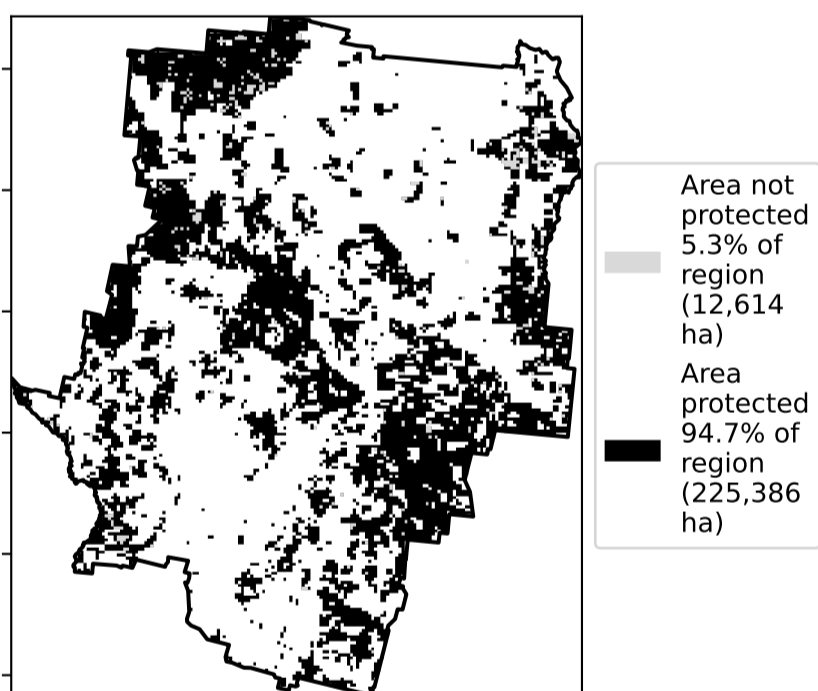 Area not
protected
5.3% of
region
(12,614
ha)
Area
protected
94.7% of
region
(225,386
ha)